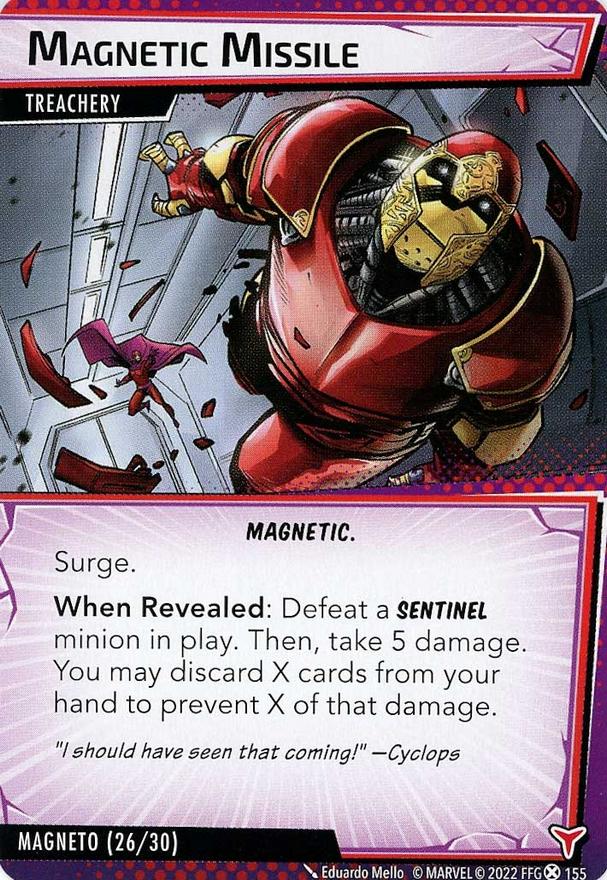 MAGNETIC MISSILE
TREACHERY
MAGNETIC.
Surge.
When Revealed: Defeat a SENTINEL
minion in play. Then, take 5 damage.
You may discard X cards from your
hand to prevent X of that damage.
"I should have seen that coming!" —Cyclops
MAGNETO (26/30)
Eduardo Mello © MARVEL © 2022 FFG 155